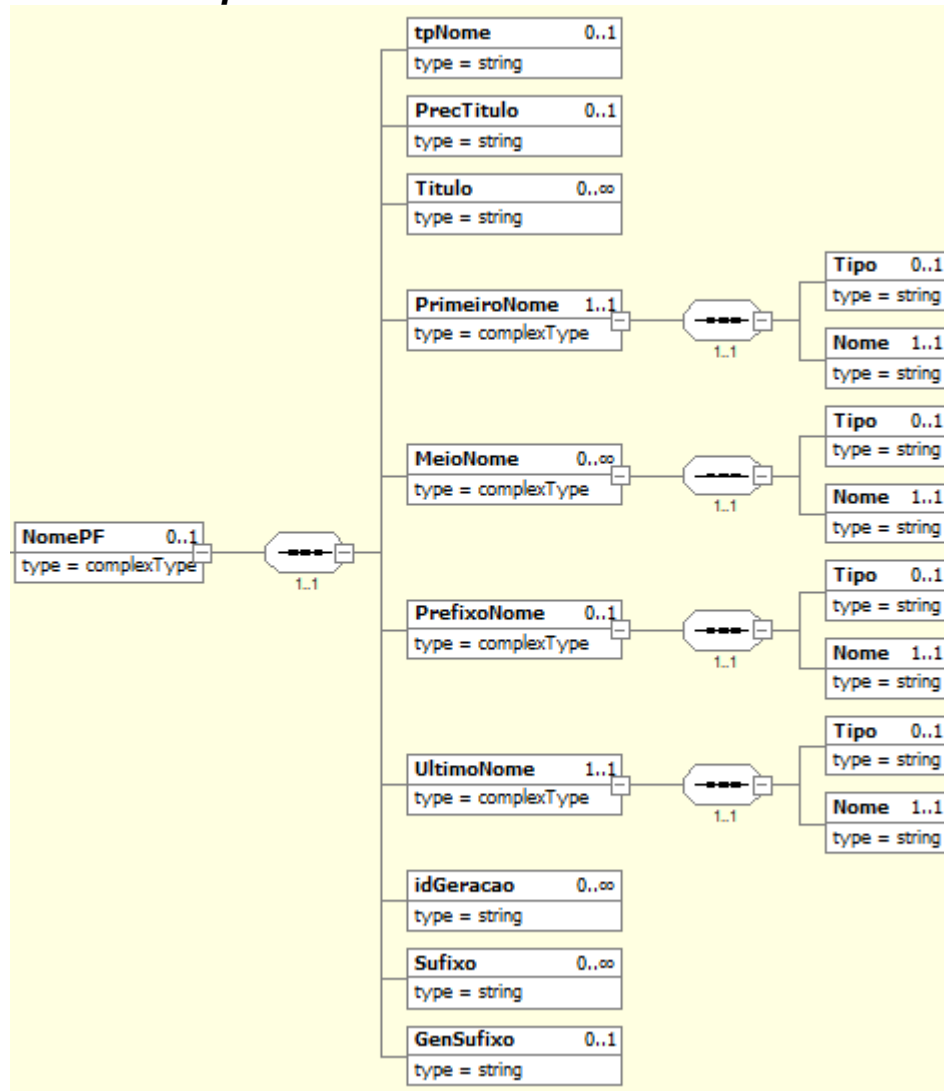 NomePF 0..1
type = complexType
1..1
tpNome 0..1
type = string
PrecTitulo 0..1
type = string
Titulo 0..∞
type = string
PrimeiroNome 1..1
type = complexType
1..1
Tipo 0..1
type = string
Nome 1..1
type = string
MeioNome 0..∞
type = complexType
1..1
Tipo 0..1
type = string
Nome 1..1
type = string
PrefixoNome 0..1
type = complexType
1..1
Tipo 0..1
type = string
Nome 1..1
type = string
UltimoNome 1..1
type = complexType
1..1
Tipo 0..1
type = string
Nome 1..1
type = string
idGeracao 0..∞
type = string
Sufixo 0..∞
type = string
GenSufixo 0..1
type = string